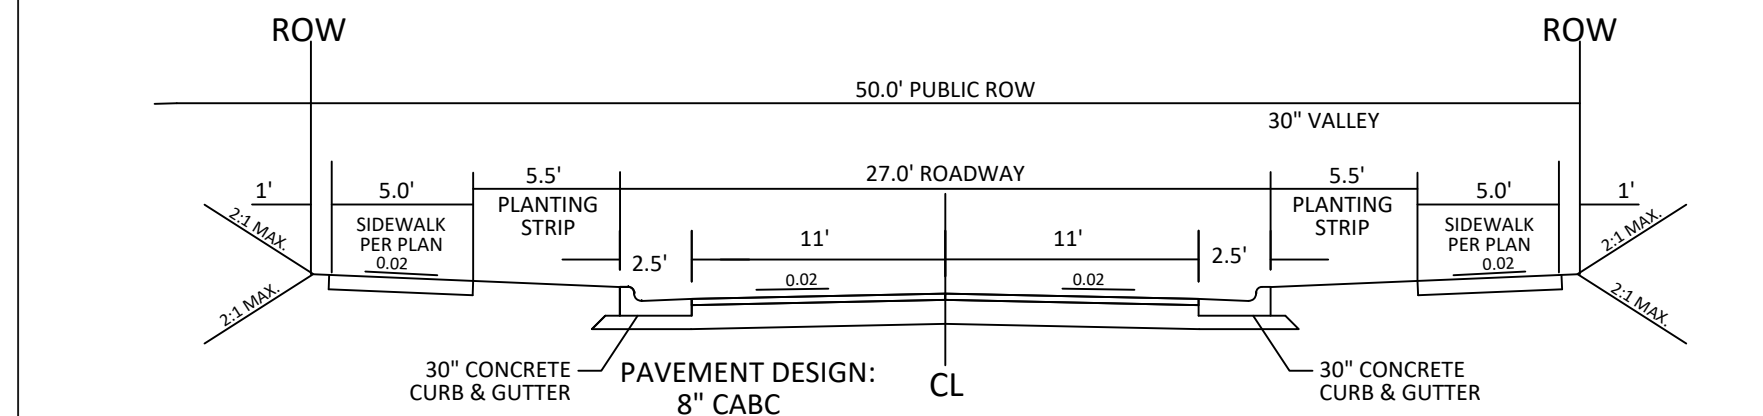 ROW
ROW
50.0' PUBLIC ROW
30" VALLEY
1'
5.0'
5.5'
27.0' ROADWAY
5.5'
5.0'
1'
SIDEWALK
PER PLAN
0.02
PLANTING
STRIP
2.5'
11'
11'
2.5'
PLANTING
STRIP
SIDEWALK
PER PLAN
0.02
2:1 MAX.
2:1 MAX.
0.02
0.02
2:1 MAX.
2:1 MAX.
30" CONCRETE
CURB & GUTTER
PAVEMENT DESIGN:
8" CABC
CL
30" CONCRETE
CURB & GUTTER